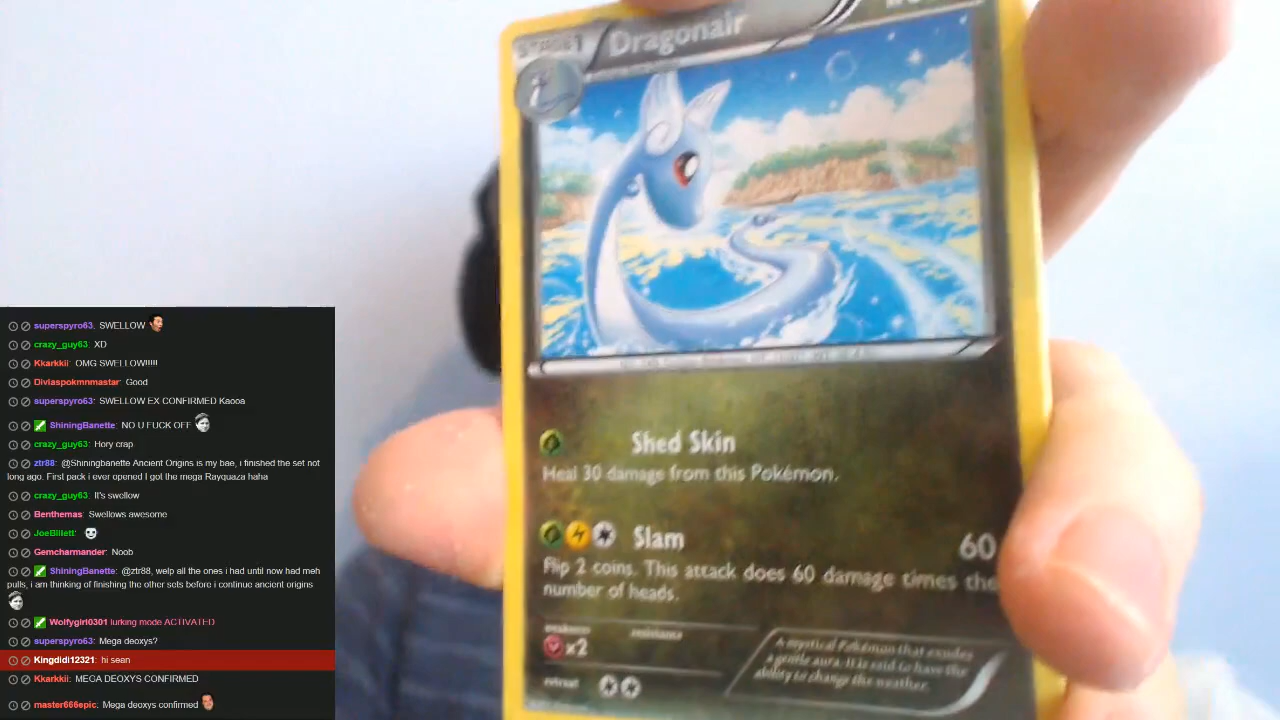 STAGE1
Dragonair
Shed Skin
Heal 30 damage from this Pokémon.
Slam 60
Flip 2 coins. This attack does 60 damage times the
number of heads.
weakness
resistance
x2
retreat
A mystical Pokémon that exudes
a gentle aura. It is said to have the
ability to change the weather.
superspyro63: SWELLOW
crazy_guy63: XD
Kkarkkii: OMG SWELLOW!!!!!
Diviaspokmnmastar: Good
superspyro63: SWELLOW EX CONFIRMED Kaooa
ShiningBanette: NO U FUCK OFF
crazy_guy63: Hory crap
ztr88: @Shiningbanette Ancient Origins is my bae, i finished the set not
long ago. First pack i ever opened I got the mega Rayquaza haha
crazy_guy63: It's swellow
Benthemas: Swellows awesome
JoeBillett:
Gemcharmander: Noob
ShiningBanette: @ztr88, welp all the ones i had until now had meh
pulls, i am thinking of finishing the other sets before i continue ancient origins
Wolfygirl0301 lurking mode ACTIVATED
superspyro63: Mega deoxys?
Kingdidi12321: hi sean
Kkarkkii: MEGA DEOXYS CONFIRMED
master666epic: Mega deoxys confirmed